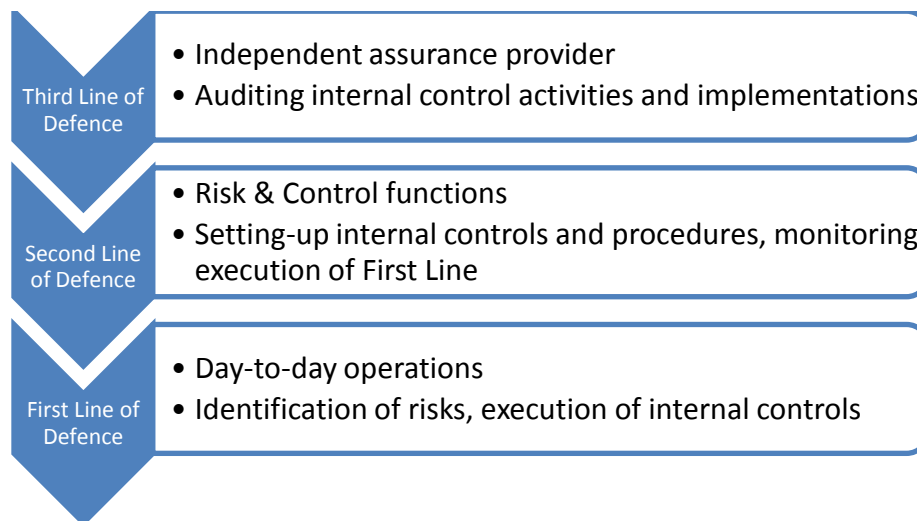 Third Line of
Defence
• Independent assurance provider
• Auditing internal control activities and implementations
Second Line
of Defence
• Risk & Control functions
• Setting-up internal controls and procedures, monitoring
execution of First Line
First Line of
Defence
• Day-to-day operations
• Identification of risks, execution of internal controls